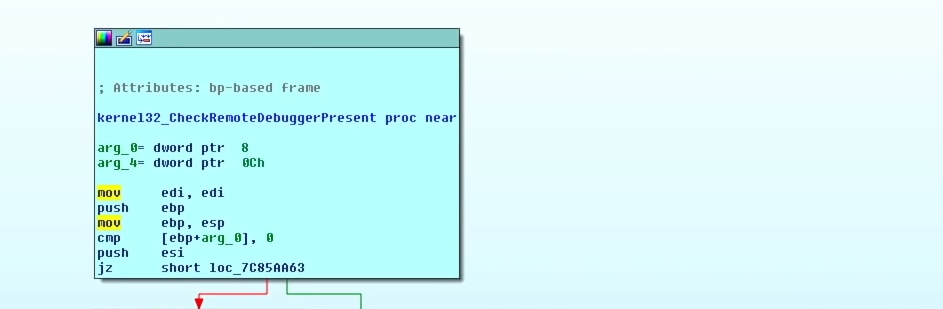 ; Attributes: bp-based frame
kernel32_CheckRemoteDebuggerPresent proc near
arg_0= dword ptr  8
arg_4= dword ptr  0Ch
mov     edi, edi
push    ebp
mov     ebp, esp
cmp     [ebp+arg_0], 0
push    esi
jz      short loc_7C85AA63